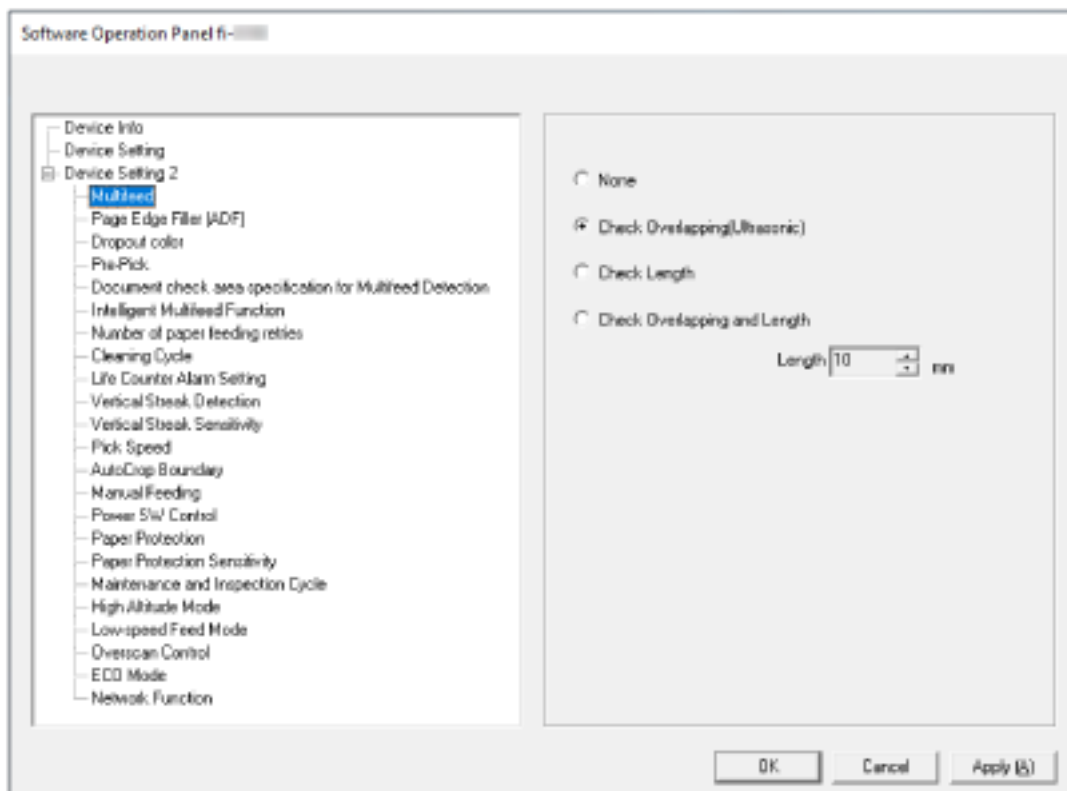 Software Operation Panel fi-
Device Info
Device Setting
Device Setting 2
Multifeed
Page Edge Filler (ADF)
Dropout color
Pre-Pick
Document check area specification for Multifeed Detection
Intelligent Multifeed Function
Number of paper feeding retries
Cleaning Cycle
Life Counter Alarm Setting
Vertical Streak Detection
Vertical Streak Sensitivity
Pick Speed
AutoCrop Boundary
Manual Feeding
Power SW Control
Paper Protection
Paper Protection Sensitivity
Maintenance and Inspection Cycle
High Altitude Mode
Low-speed Feed Mode
Overscan Control
ECO Mode
Network Function
None
Check Overlapping(Ultrasonic)
Check Length
Check Overlapping and Length
Length 10 mm
OK Cancel Apply (A)